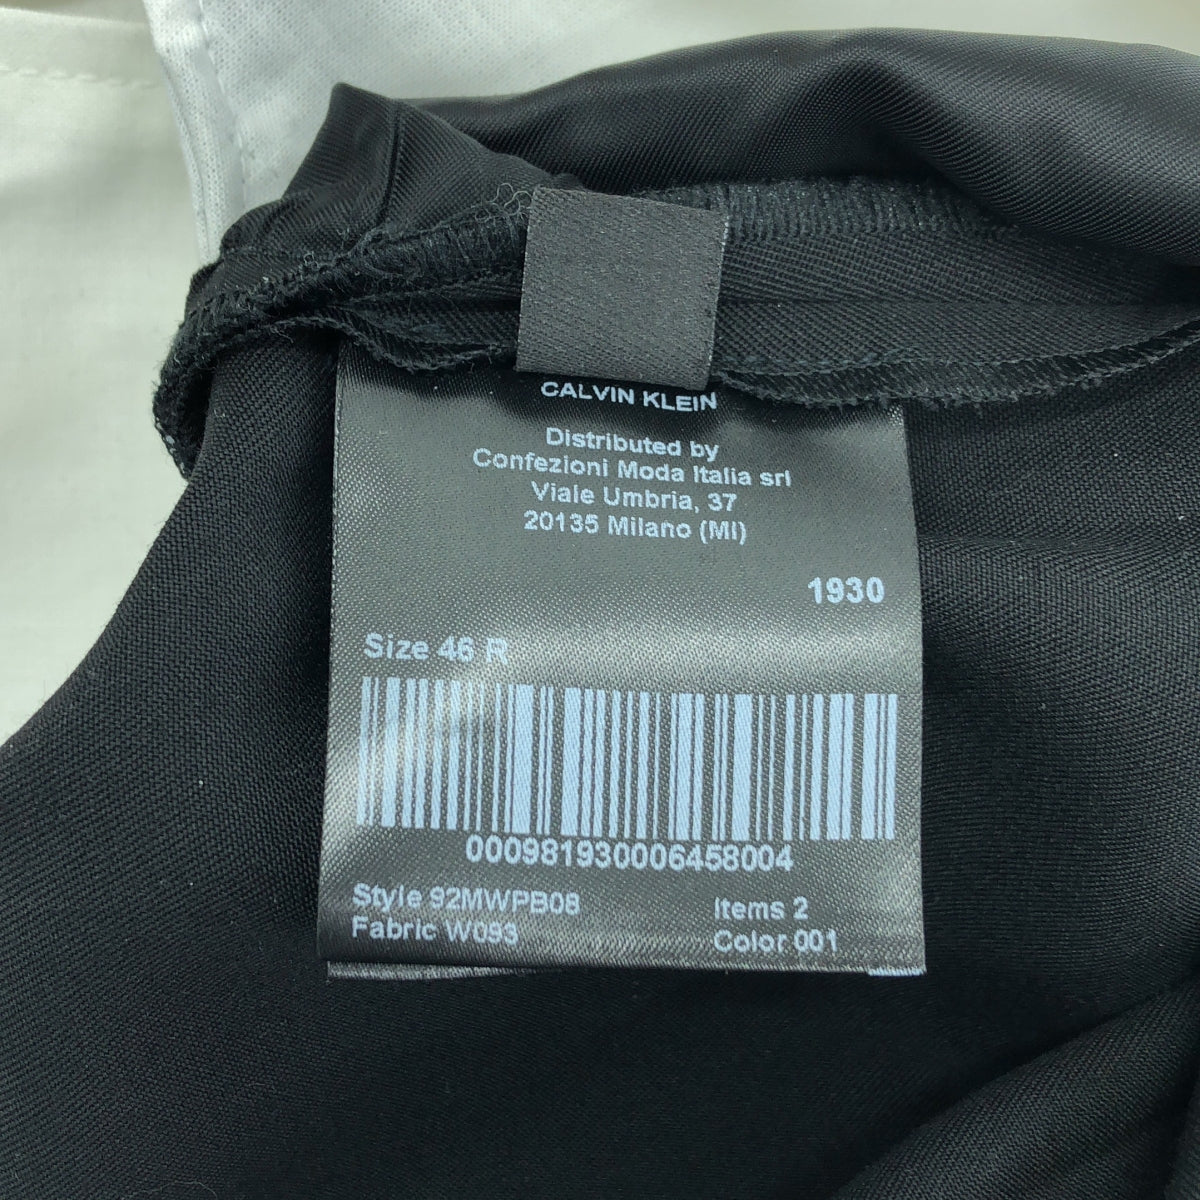 CALVIN KLEIN
Distributed by
Confezioni Moda Italia srl
Viale Umbria, 37
20135 Milano (MI)
1930
Size 46 R
000981930006458004
Style 92MWPB08 Items 2
Fabric W093 Color 001